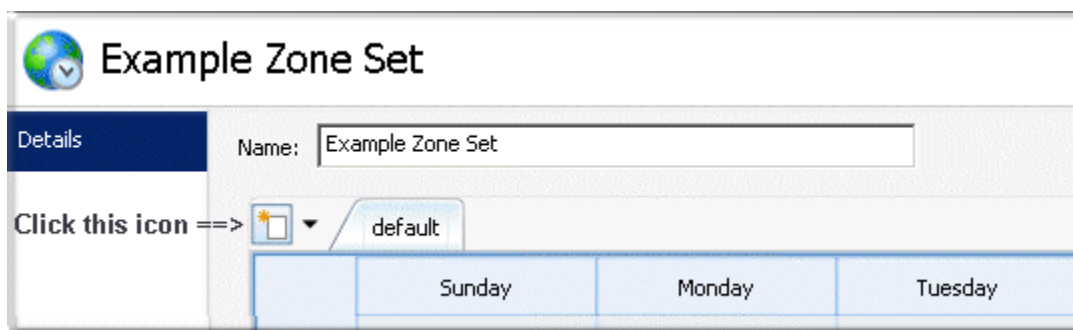 Example Zone Set
Details
Name: Example Zone Set
Click this icon ==> default
Sunday Monday Tuesday